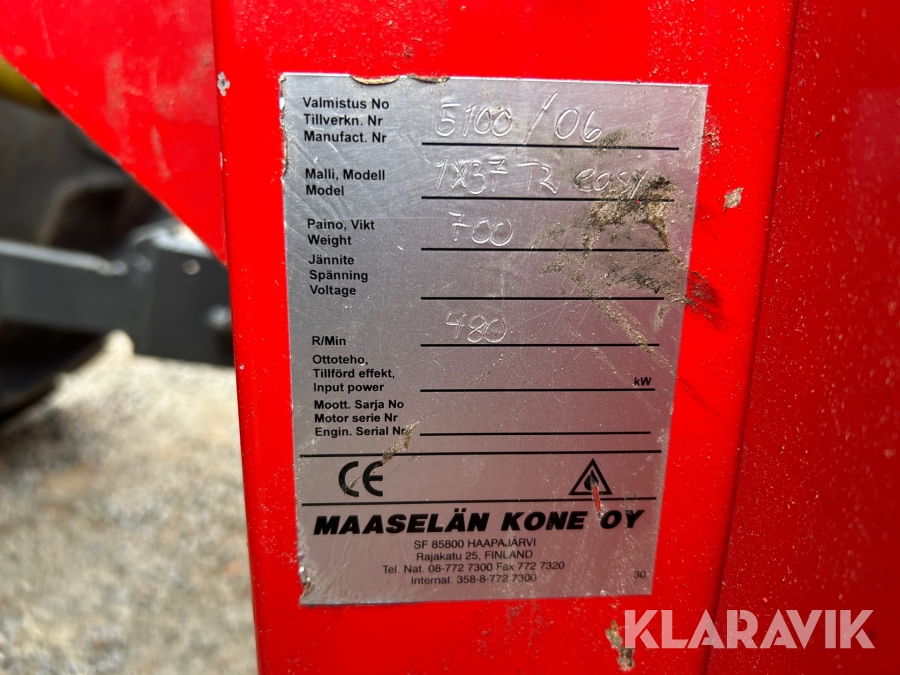 Valmistus No
Tillverkn. Nr
Manufact. Nr 5100/06
Malli, Modell
Model 1x37 TR easy
Paino, Vikt
Weight 700
Jännite
Spänning
Voltage
R/Min 480
Ottoteho,
Tillförd effekt,
Input power kW
Moott. Sarja No
Motor serie Nr
Engin. Serial Nr
CE
MAASELÄN KONE OY
SF 85800 HAAPAJÄRVI
Rajakatu 25, FINLAND
Tel. Nat. 08-772 7300 Fax 772 7320
Internat. 358-8-772 7300
30
KLARAVIK